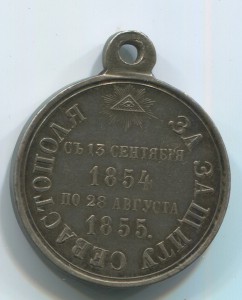 ЗА ЗАЩИТУ СЕВАСТОПОЛЯ
СЪ 13 СЕНТЯБРЯ
1854
ПО 28 АВГУСТА
1855.